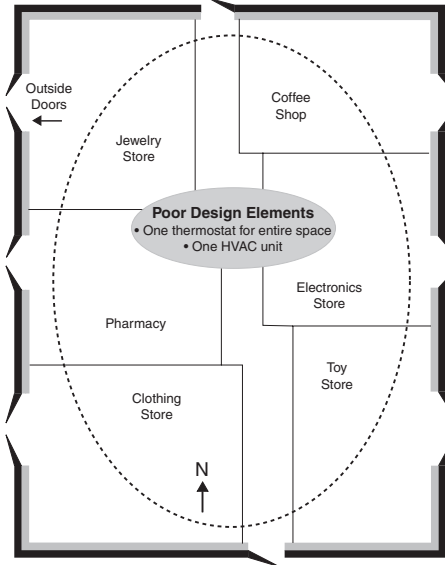 Outside
Doors
Coffee
Shop
Jewelry
Store
Poor Design Elements
• One thermostat for entire space
• One HVAC unit
Electronics
Store
Pharmacy
Toy
Store
Clothing
Store
N